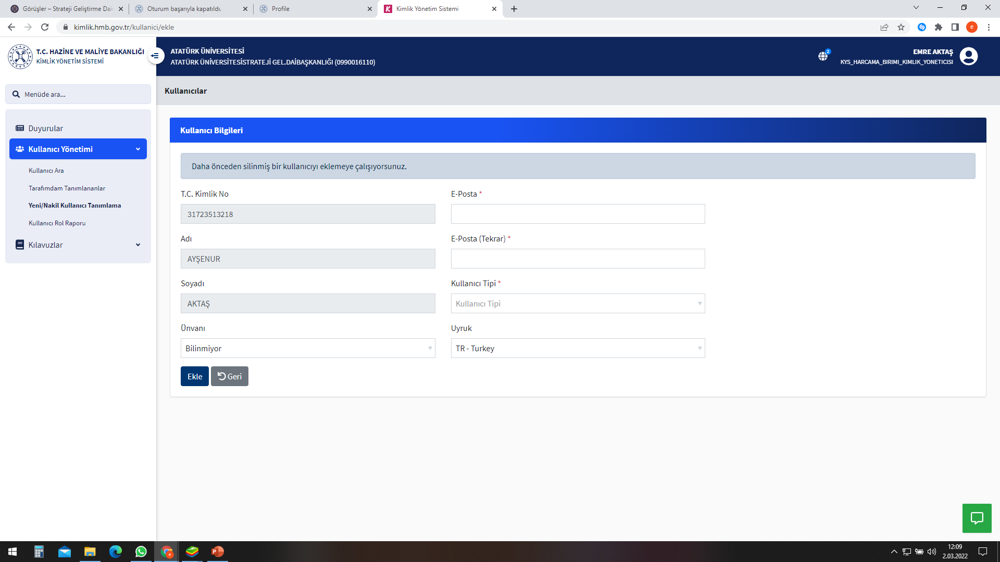 Görüşler – Strateji Geliştirme Dai
Oturum başarıyla kapatıldı.
Profile
Kimlik Yönetim Sistemi
kimlik.hmb.gov.tr/kullanici/ekle
e
T.C. HAZİNE VE MALİYE BAKANLIĞI
KİMLİK YÖNETİM SİSTEMİ
ATATÜRK ÜNİVERSİTESİ
ATATÜRK ÜNİVERSİTESİSTRATEJİ GEL.DAİBAŞKANLIĞI (0990016110)
2
EMRE AKTAŞ
KYS_HARCAMA_BIRIMI_KIMLIK_YONETICISI
Menüde ara...
Duyurular
Kullanıcı Yönetimi
Kullanıcı Ara
Tarafımdam Tanımlananlar
Yeni/Nakil Kullanıcı Tanımlama
Kullanıcı Rol Raporu
Kılavuzlar
Kullanıcılar
Kullanıcı Bilgileri
Daha önceden silinmiş bir kullanıcıyı eklemeye çalışıyorsunuz.
T.C. Kimlik No
31723513218
E-Posta *
Adı
AYŞENUR
E-Posta (Tekrar) *
Soyadı
AKTAŞ
Kullanıcı Tipi *
Kullanıcı Tipi
Ünvanı
Bilinmiyor
Uyruk
TR - Turkey
Ekle
Geri
12:09
2.03.2022